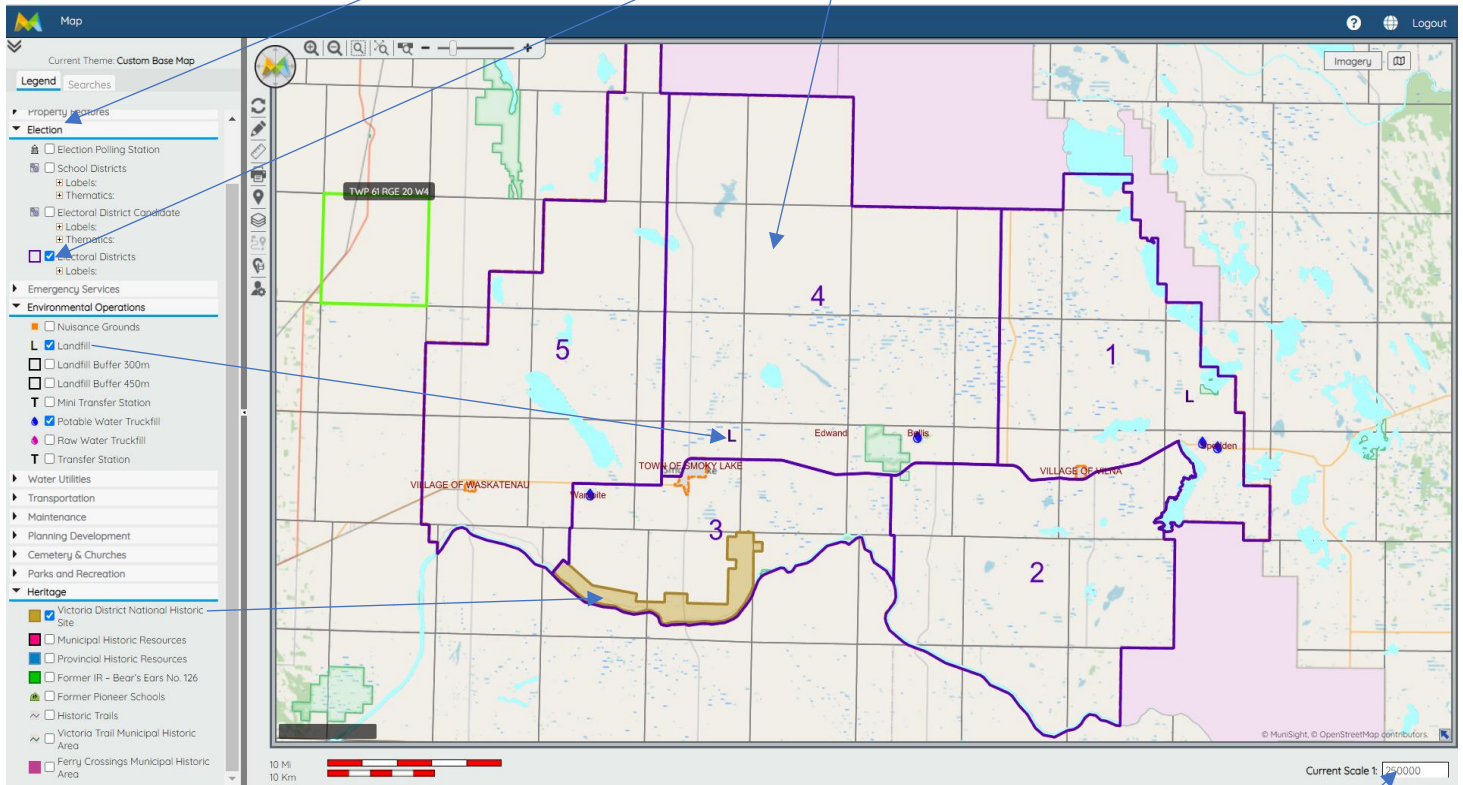 Map
Logout
Current Theme: Custom Base Map
Legend
Searches
Property Features
Election
Election Polling Station
School Districts
Labels:
Thematics:
Electoral District Candidate
Labels:
Thematics:
Electoral Districts
Labels:
Emergency Services
Environmental Operations
Nuisance Grounds
L Landfill
Landfill Buffer 300m
Landfill Buffer 450m
T Mini Transfer Station
Potable Water Truckfill
Raw Water Truckfill
T Transfer Station
Water Utilities
Transportation
Maintenance
Planning Development
Cemetery & Churches
Parks and Recreation
Heritage
Victoria District National Historic
Site
Municipal Historic Resources
Provincial Historic Resources
Former IR – Bear's Ears No. 126
Former Pioneer Schools
Historic Trails
Victoria Trail Municipal Historic
Area
Ferry Crossings Municipal Historic
Area
Imagery
TWP 61 RGE 20 W4
4
5
1
L
L
Edwand
Bellis
Spedden
TOWN OF SMOKY LAKE
VILLAGE OF VILNA
VILLAGE OF WASKATENAU
Warspite
3
2
© MuniSight, © OpenStreetMap contributors.
10 Mi
10 Km
Current Scale 1: 250000